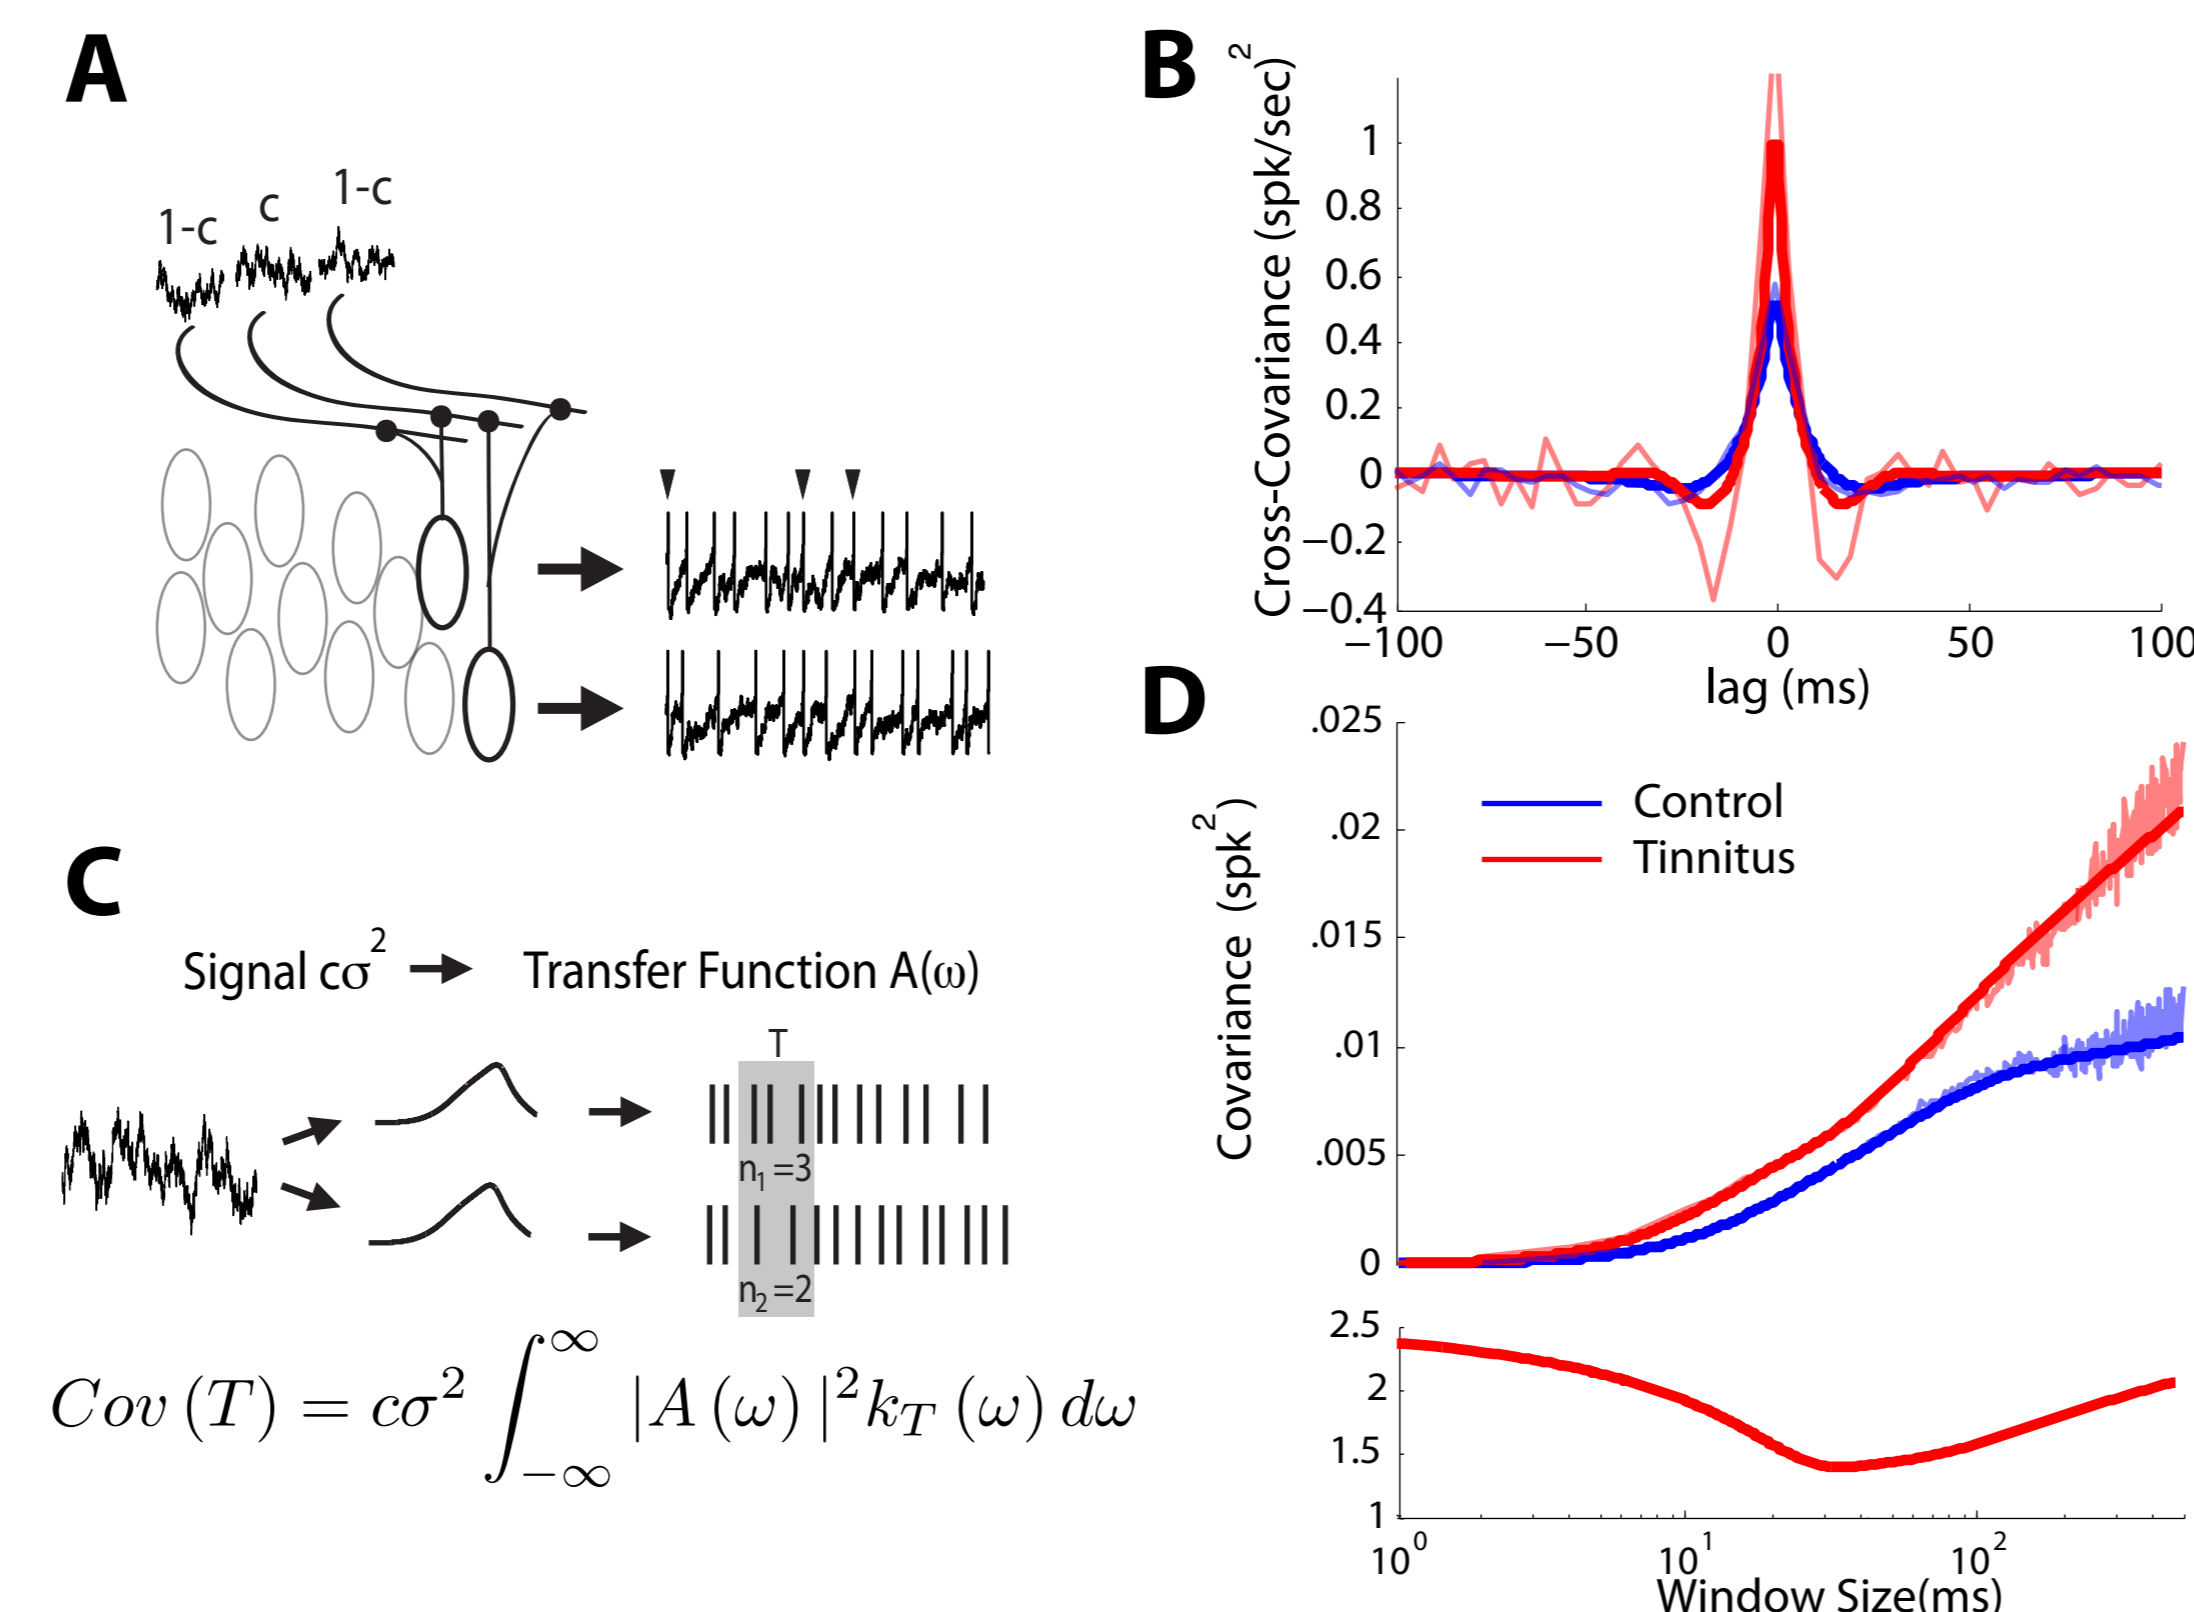 A
1-c
c
1-c
B
Cross-Covariance (spk/sec)²
1
0.8
0.6
0.4
0.2
0
−0.2
−0.4
−100
−50
0
50
100
lag (ms)
C
Signal cσ²
Transfer Function A(ω)
T
n₁=3
n₂=2
Cov (T) = cσ² ∫_{−∞}^{∞} |A (ω) |² k_T (ω) dω
D
Covariance (spk²)
.025
.02
.015
.01
.005
0
Control
Tinnitus
2.5
2
1.5
1
10⁰
10¹
10²
Window Size(ms)